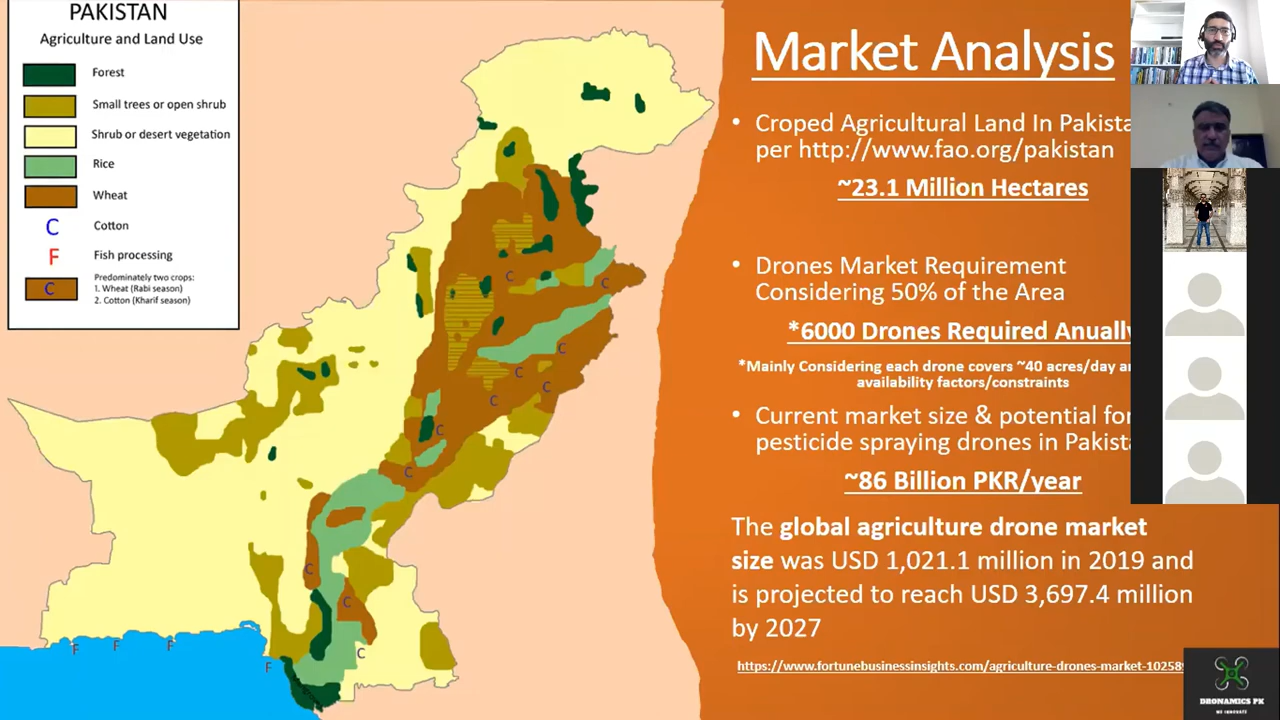 PAKISTAN
Agriculture and Land Use
Forest
Small trees or open shrub
Shrub or desert vegetation
Rice
Wheat
C Cotton
F Fish processing
Predominately two crops:
C 1. Wheat (Rabi season)
2. Cotton (Kharif season)
C
C
C
C
C
C
C
C
C
C
C
F
F
F
F
Market Analysis
• Croped Agricultural Land In Pakista
per http://www.fao.org/pakistan
~23.1 Million Hectares
• Drones Market Requirement
Considering 50% of the Area
*6000 Drones Required Anually
*Mainly Considering each drone covers ~40 acres/day an
availability factors/constraints
• Current market size & potential for
pesticide spraying drones in Pakista
~86 Billion PKR/year
The global agriculture drone market
size was USD 1,021.1 million in 2019 and
is projected to reach USD 3,697.4 million
by 2027
https://www.fortunebusinessinsights.com/agriculture-drones-market-10258
DRONAMICS PK
WE INNOVATE